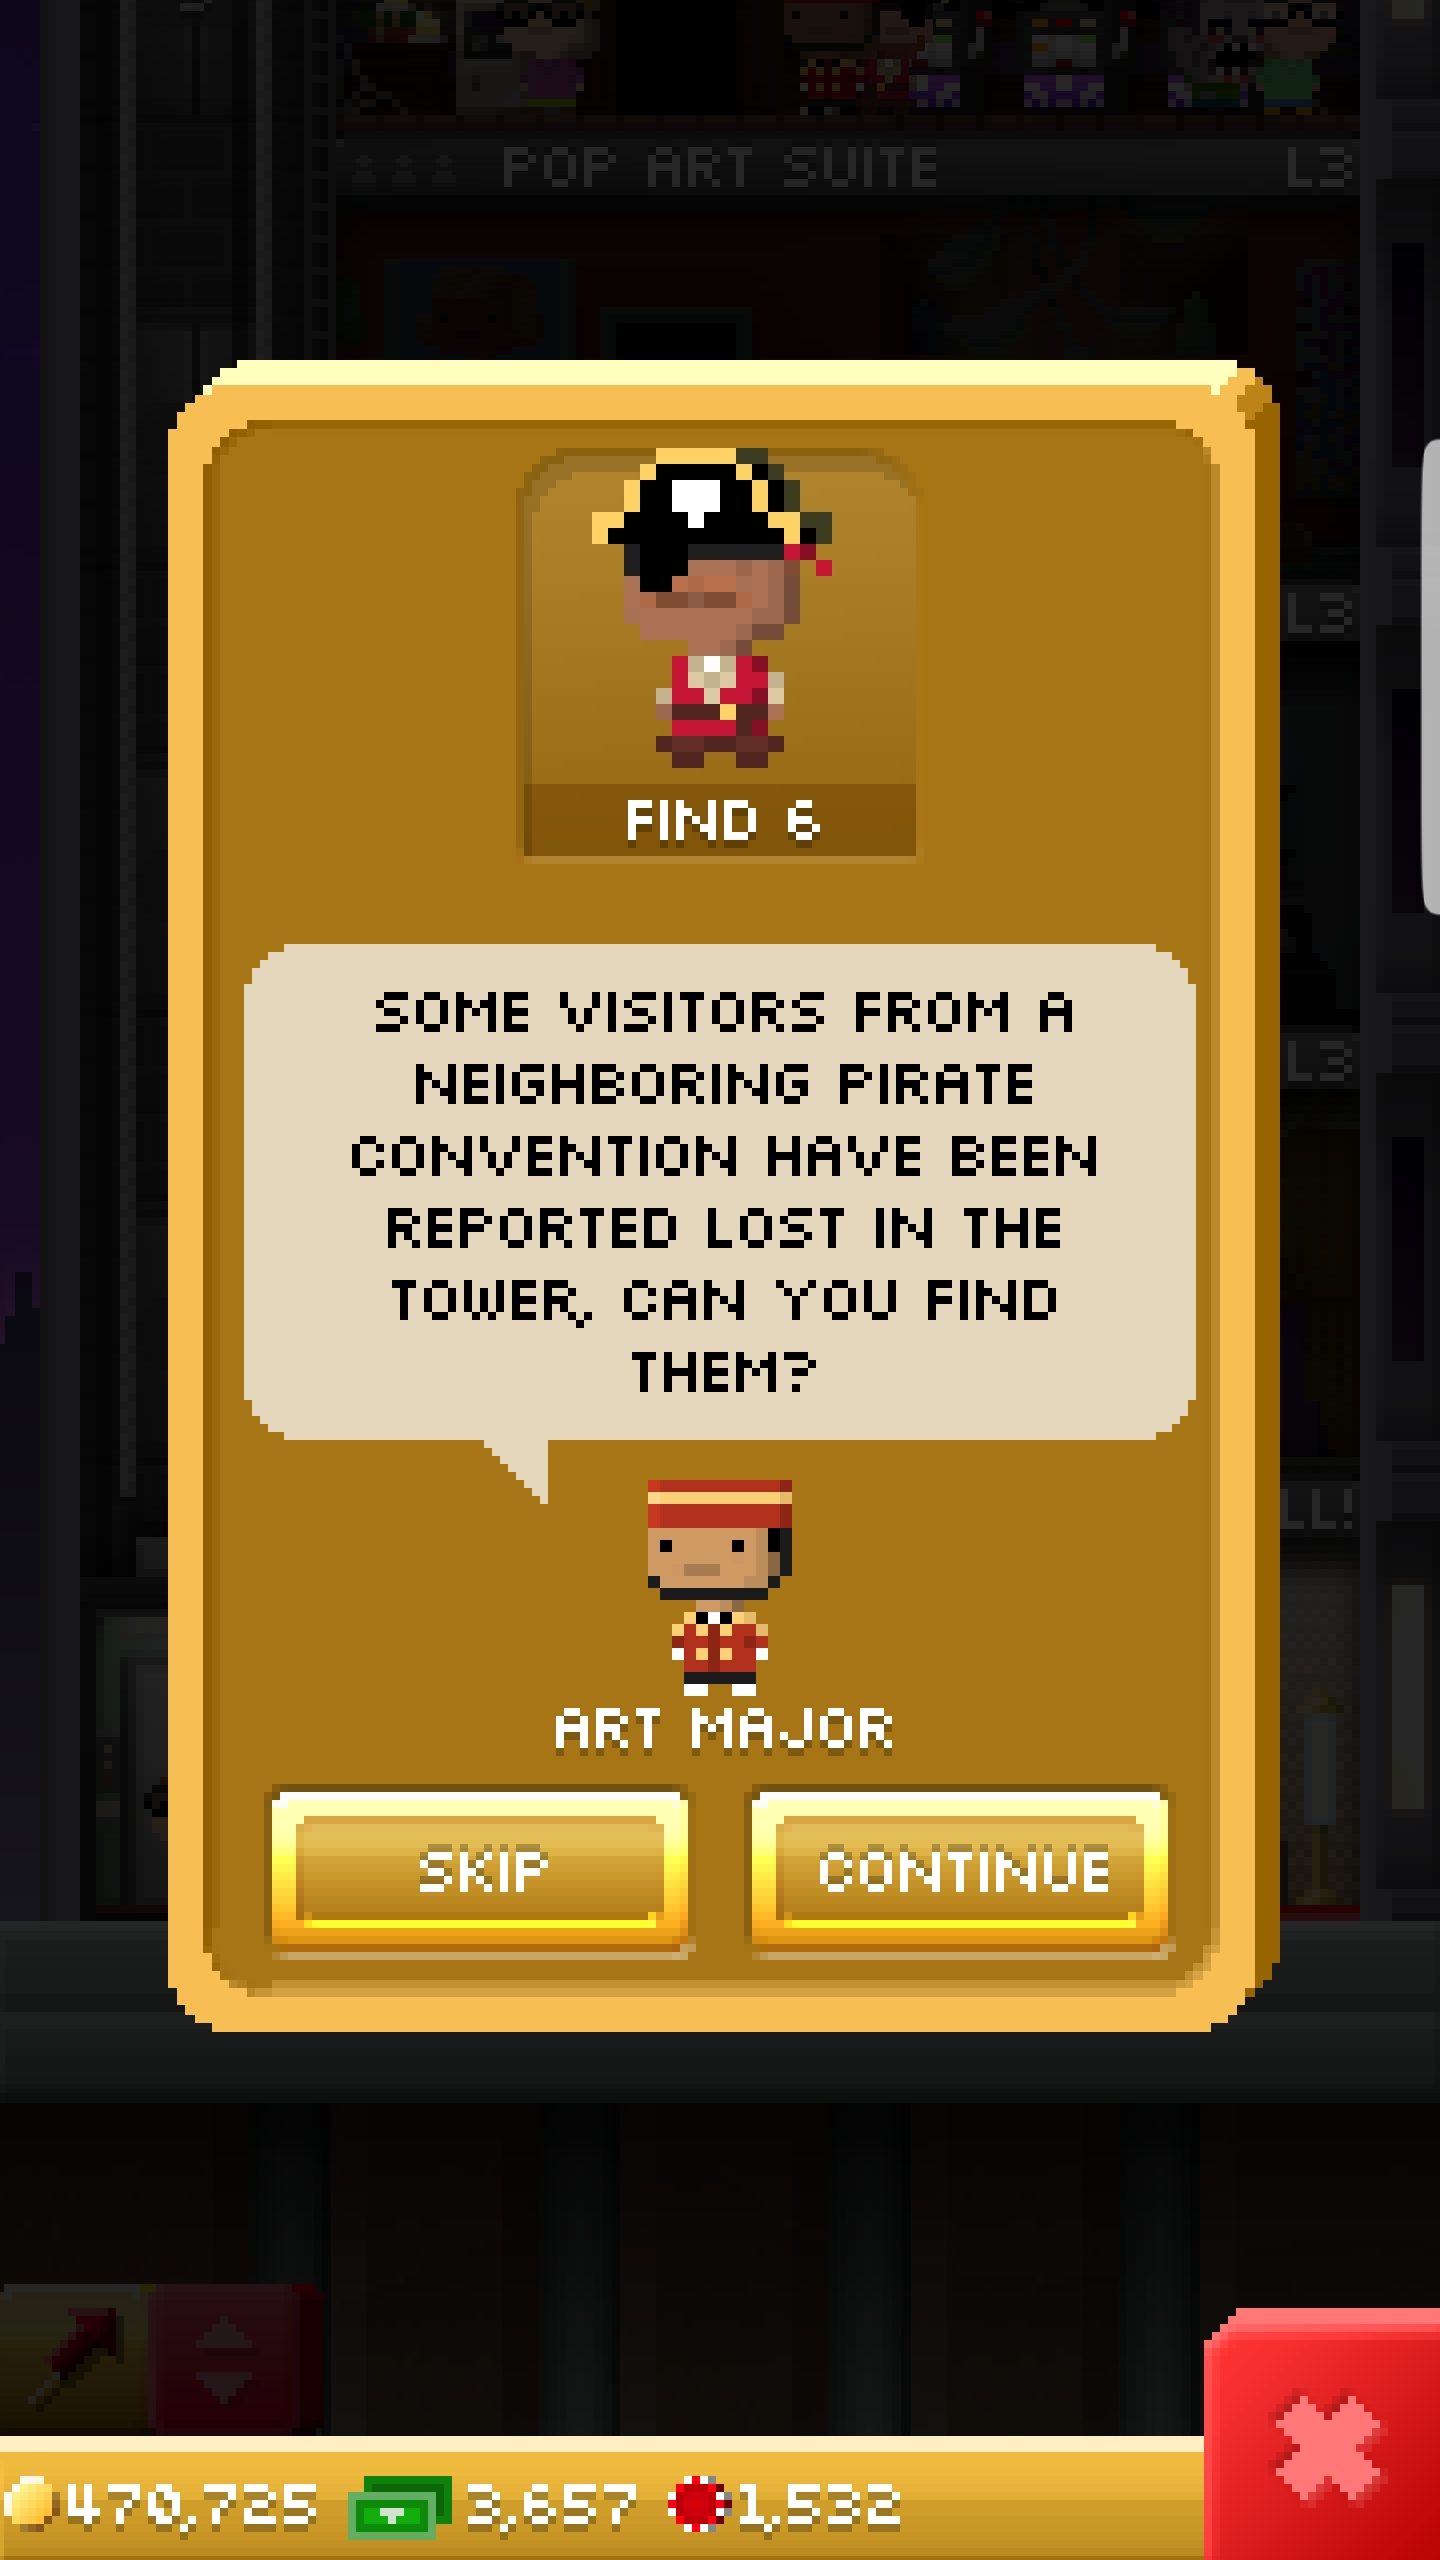 POP ART SUITE L3
FIND 6
L3
SOME VISITORS FROM A
NEIGHBORING PIRATE
L3
CONVENTION HAVE BEEN
REPORTED LOST IN THE
TOWER, CAN YOU FIND
THEM?
LL!
ART MAJOR
SKIP CONTINUE
470,725 3,657 1,532